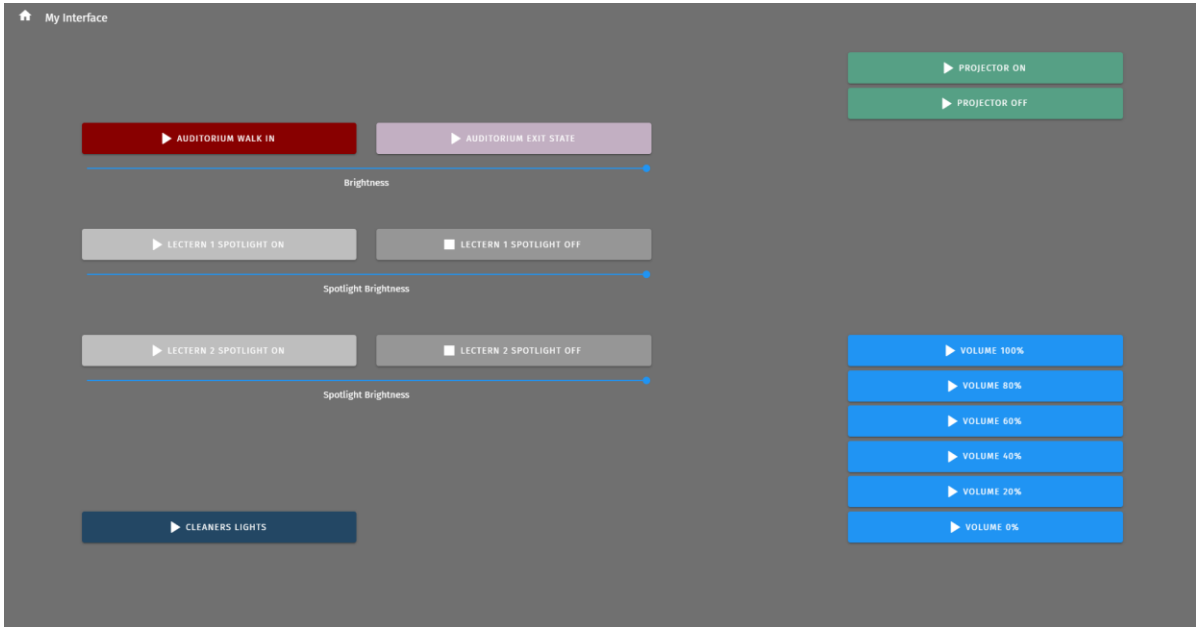 My Interface
PROJECTOR ON
PROJECTOR OFF
AUDITORIUM WALK IN
AUDITORIUM EXIT STATE
Brightness
LECTERN 1 SPOTLIGHT ON
LECTERN 1 SPOTLIGHT OFF
Spotlight Brightness
LECTERN 2 SPOTLIGHT ON
LECTERN 2 SPOTLIGHT OFF
Spotlight Brightness
VOLUME 100%
VOLUME 80%
VOLUME 60%
VOLUME 40%
VOLUME 20%
VOLUME 0%
CLEANERS LIGHTS